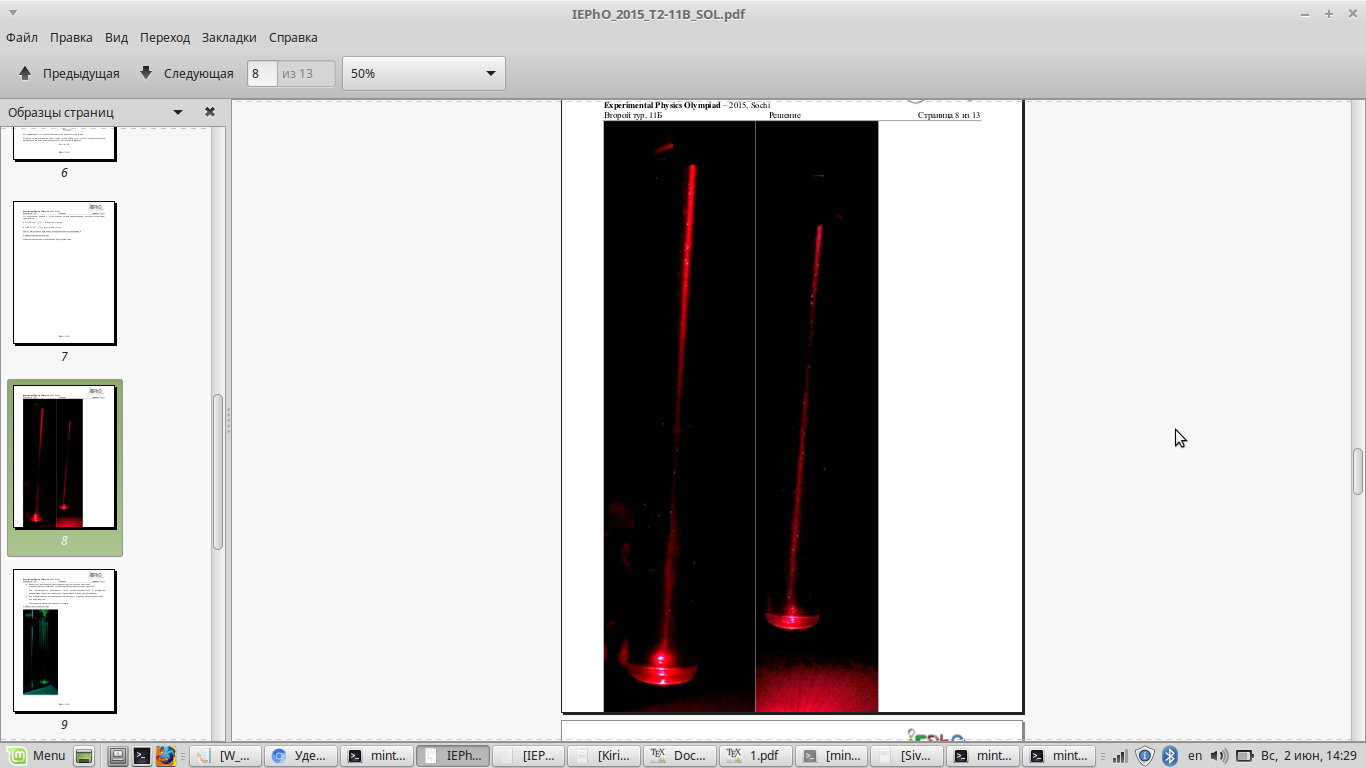 IEPhO_2015_T2-11B_SOL.pdf
Файл Правка Вид Переход Закладки Справка
Предыдущая Следующая 8 из 13 50%
Образцы страниц
6
7
8
9
Experimental Physics Olympiad – 2015, Sochi
Второй тур, 11Б Решение Страница 8 из 13
Menu [W_... Уде... mint... IEPh... [IEP... [Kiri... Doc... 1.pdf [min... [Siv... mint... mint... en Вс, 2 июн, 14:29